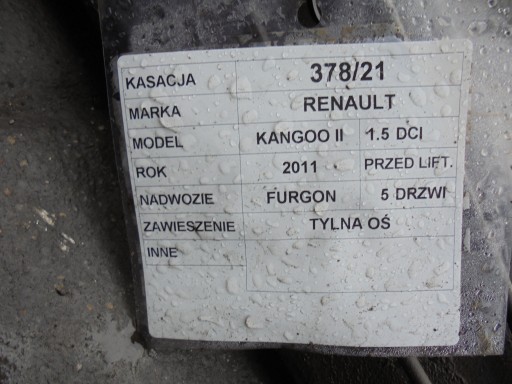 KASACJA 378/21
MARKA RENAULT
MODEL KANGOO II 1.5 DCI
ROK 2011 PRZED LIFT.
NADWOZIE FURGON 5 DRZWI
ZAWIESZENIE TYLNA OŚ
INNE